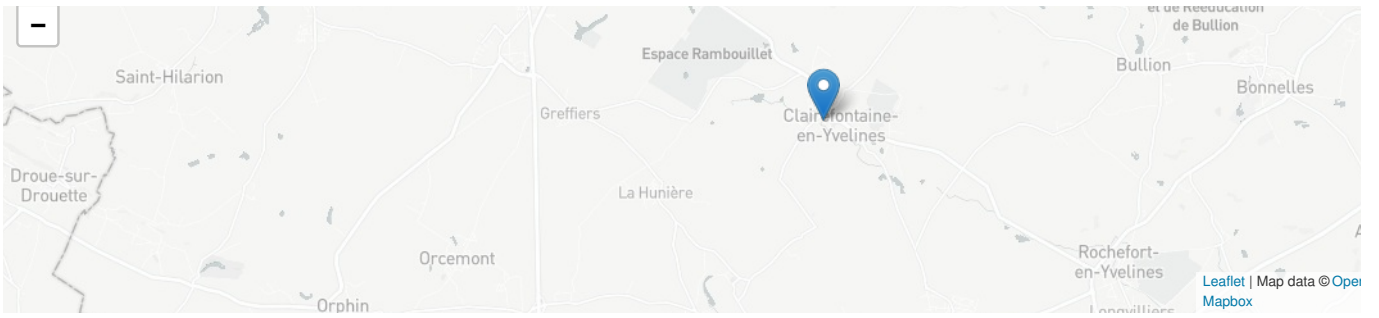 −
et de Rééducation
de Bullion
Espace Rambouillet
Saint-Hilarion
Bullion
Bonnelles
Greffiers
Clairefontaine-
en-Yvelines
Droue-sur-
Drouette
La Hunière
Orcemont
Rochefort-
en-Yvelines
Orphin
Longvilliers
Leaflet | Map data © Oper
Mapbox